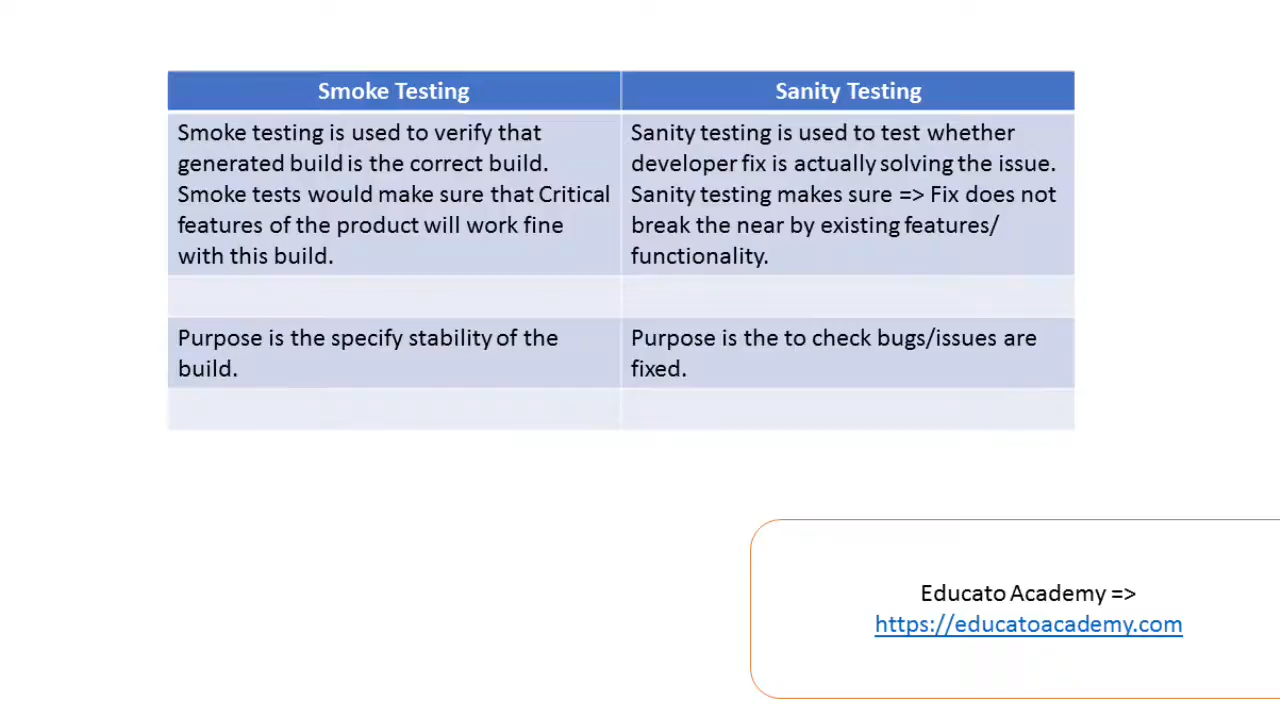 Smoke Testing
Sanity Testing
Smoke testing is used to verify that
generated build is the correct build.
Smoke tests would make sure that Critical
features of the product will work fine
with this build.
Sanity testing is used to test whether
developer fix is actually solving the issue.
Sanity testing makes sure => Fix does not
break the near by existing features/
functionality.
Purpose is the specify stability of the
build.
Purpose is the to check bugs/issues are
fixed.
Educato Academy =>
https://educatoacademy.com